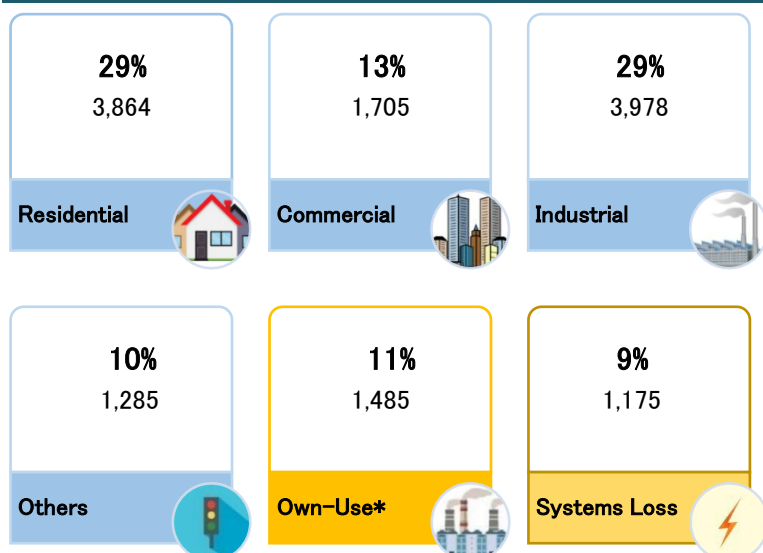 29%
3,864
Residential
13%
1,705
Commercial
29%
3,978
Industrial
10%
1,285
Others
11%
1,485
Own-Use*
9%
1,175
Systems Loss